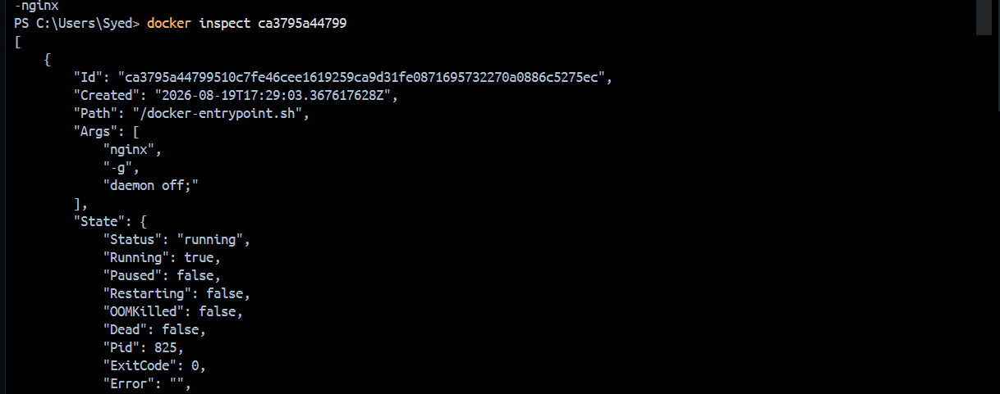 -nginx
PS C:\Users\Syed> docker inspect ca3795a44799
[
    {
        "Id": "ca3795a44799510c7fe46cee1619259ca9d31fe0871695732270a0886c5275ec",
        "Created": "2026-08-19T17:29:03.367617628Z",
        "Path": "/docker-entrypoint.sh",
        "Args": [
            "nginx",
            "-g",
            "daemon off;"
        ],
        "State": {
            "Status": "running",
            "Running": true,
            "Paused": false,
            "Restarting": false,
            "OOMKilled": false,
            "Dead": false,
            "Pid": 825,
            "ExitCode": 0,
            "Error": "",